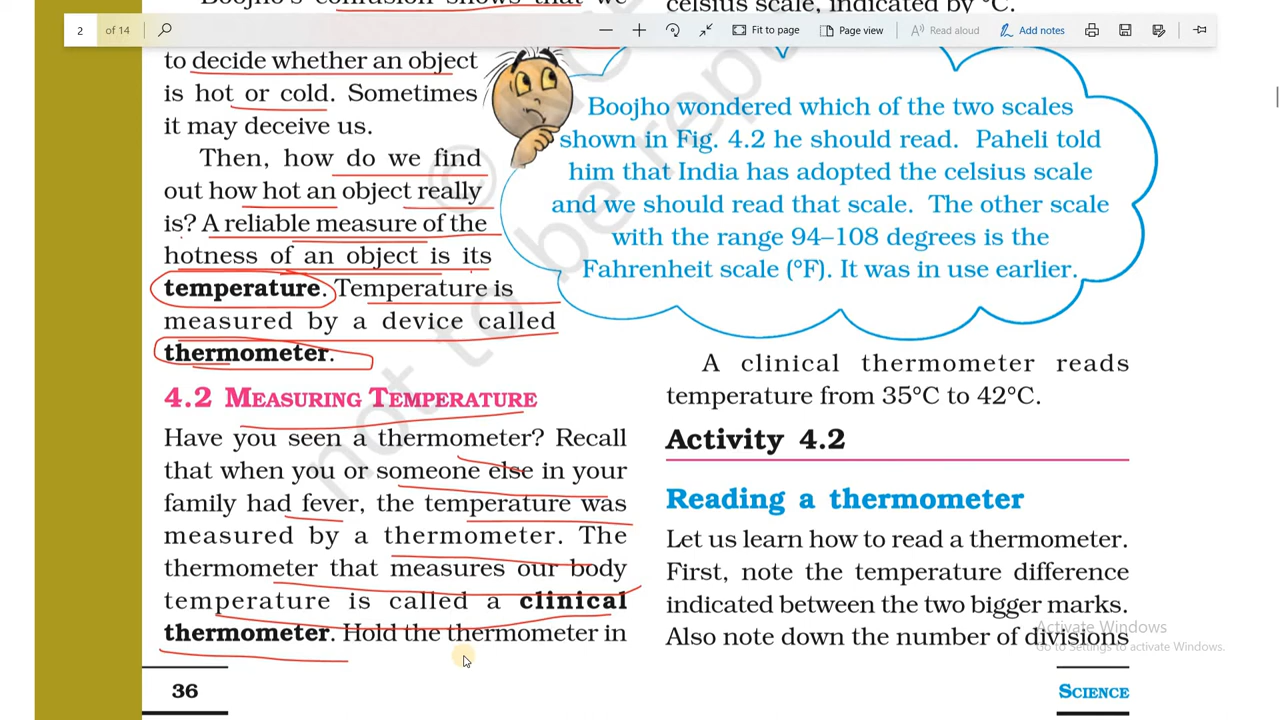 Boojho's confusion shows that we
celsius scale, indicated by °C.
2 of 14
Fit to page
Page view
Read aloud
Add notes
to decide whether an object
is hot or cold. Sometimes
it may deceive us.
Then, how do we find
out how hot an object really
is? A reliable measure of the
hotness of an object is its
temperature. Temperature is
measured by a device called
thermometer.
4.2 MEASURING TEMPERATURE
Have you seen a thermometer? Recall
that when you or someone else in your
family had fever, the temperature was
measured by a thermometer. The
thermometer that measures our body
temperature is called a clinical
thermometer. Hold the thermometer in
36
Boojho wondered which of the two scales
shown in Fig. 4.2 he should read. Paheli told
him that India has adopted the celsius scale
and we should read that scale. The other scale
with the range 94–108 degrees is the
Fahrenheit scale (°F). It was in use earlier.
A clinical thermometer reads
temperature from 35°C to 42°C.
Activity 4.2
Reading a thermometer
Let us learn how to read a thermometer.
First, note the temperature difference
indicated between the two bigger marks.
Also note down the number of divisions
Activate Windows
Go to Settings to activate Windows.
SCIENCE
not to be rep